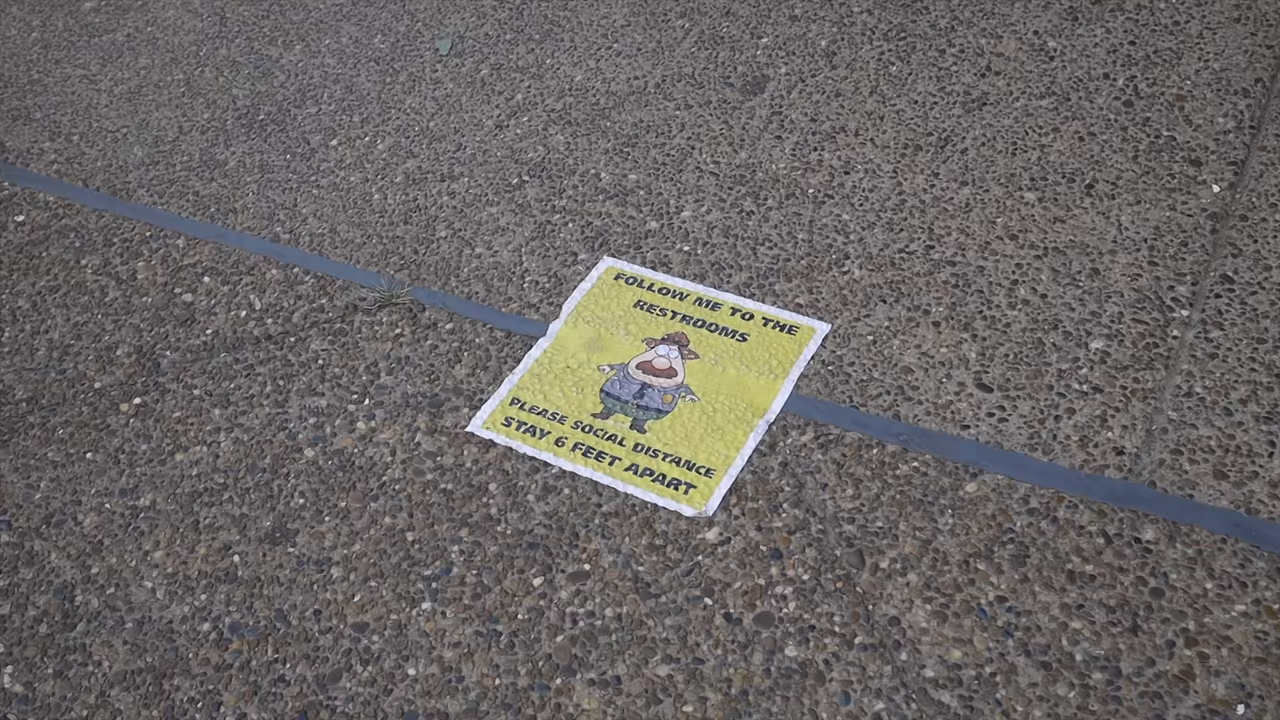 FOLLOW ME TO THE
RESTROOMS
PLEASE SOCIAL DISTANCE
STAY 6 FEET APART